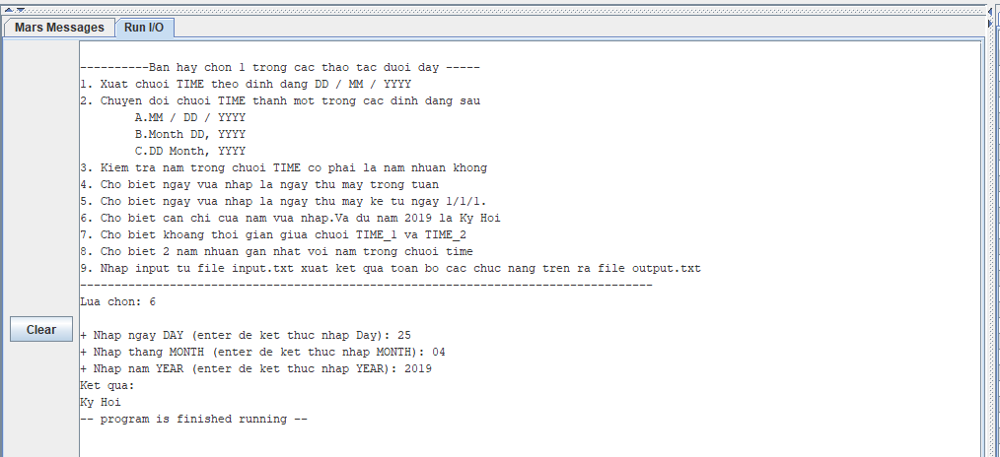 Mars Messages Run I/O
----------Ban hay chon 1 trong cac thao tac duoi day -----
1. Xuat chuoi TIME theo dinh dang DD / MM / YYYY
2. Chuyen doi chuoi TIME thanh mot trong cac dinh dang sau
A.MM / DD / YYYY
B.Month DD, YYYY
C.DD Month, YYYY
3. Kiem tra nam trong chuoi TIME co phai la nam nhuan khong
4. Cho biet ngay vua nhap la ngay thu may trong tuan
5. Cho biet ngay vua nhap la ngay thu may ke tu ngay 1/1/1.
6. Cho biet can chi cua nam vua nhap.Va du nam 2019 la Ky Hoi
7. Cho biet khoang thoi gian giua chuoi TIME_1 va TIME_2
8. Cho biet 2 nam nhuan gan nhat voi nam trong chuoi time
9. Nhap input tu file input.txt xuat ket qua toan bo cac chuc nang tren ra file output.txt
-----------------------------------------------------------------------------------
Lua chon: 6
Clear
+ Nhap ngay DAY (enter de ket thuc nhap Day): 25
+ Nhap thang MONTH (enter de ket thuc nhap MONTH): 04
+ Nhap nam YEAR (enter de ket thuc nhap YEAR): 2019
Ket qua:
Ky Hoi
-- program is finished running --